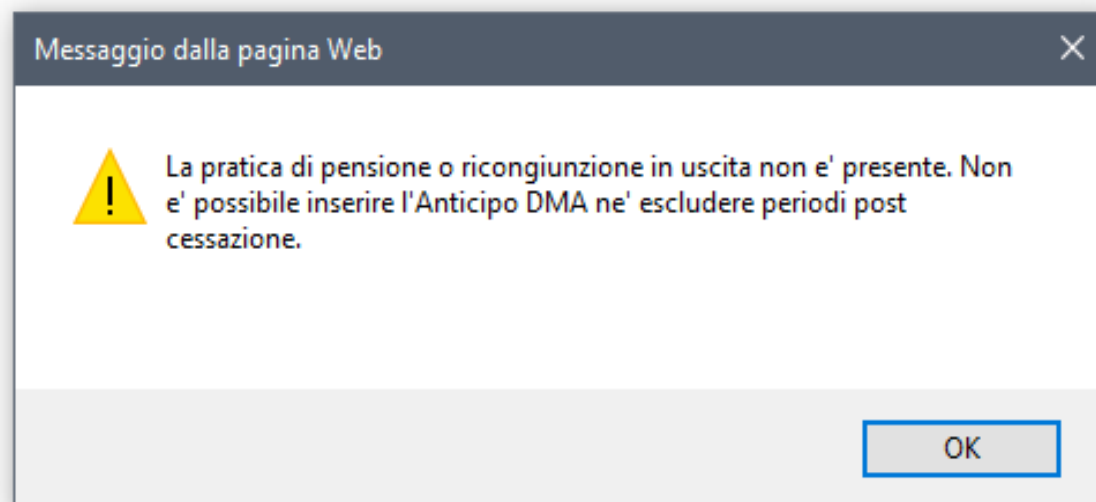 Messaggio dalla pagina Web
La pratica di pensione o ricongiunzione in uscita non e' presente. Non
e' possibile inserire l'Anticipo DMA ne' escludere periodi post
cessazione.
OK